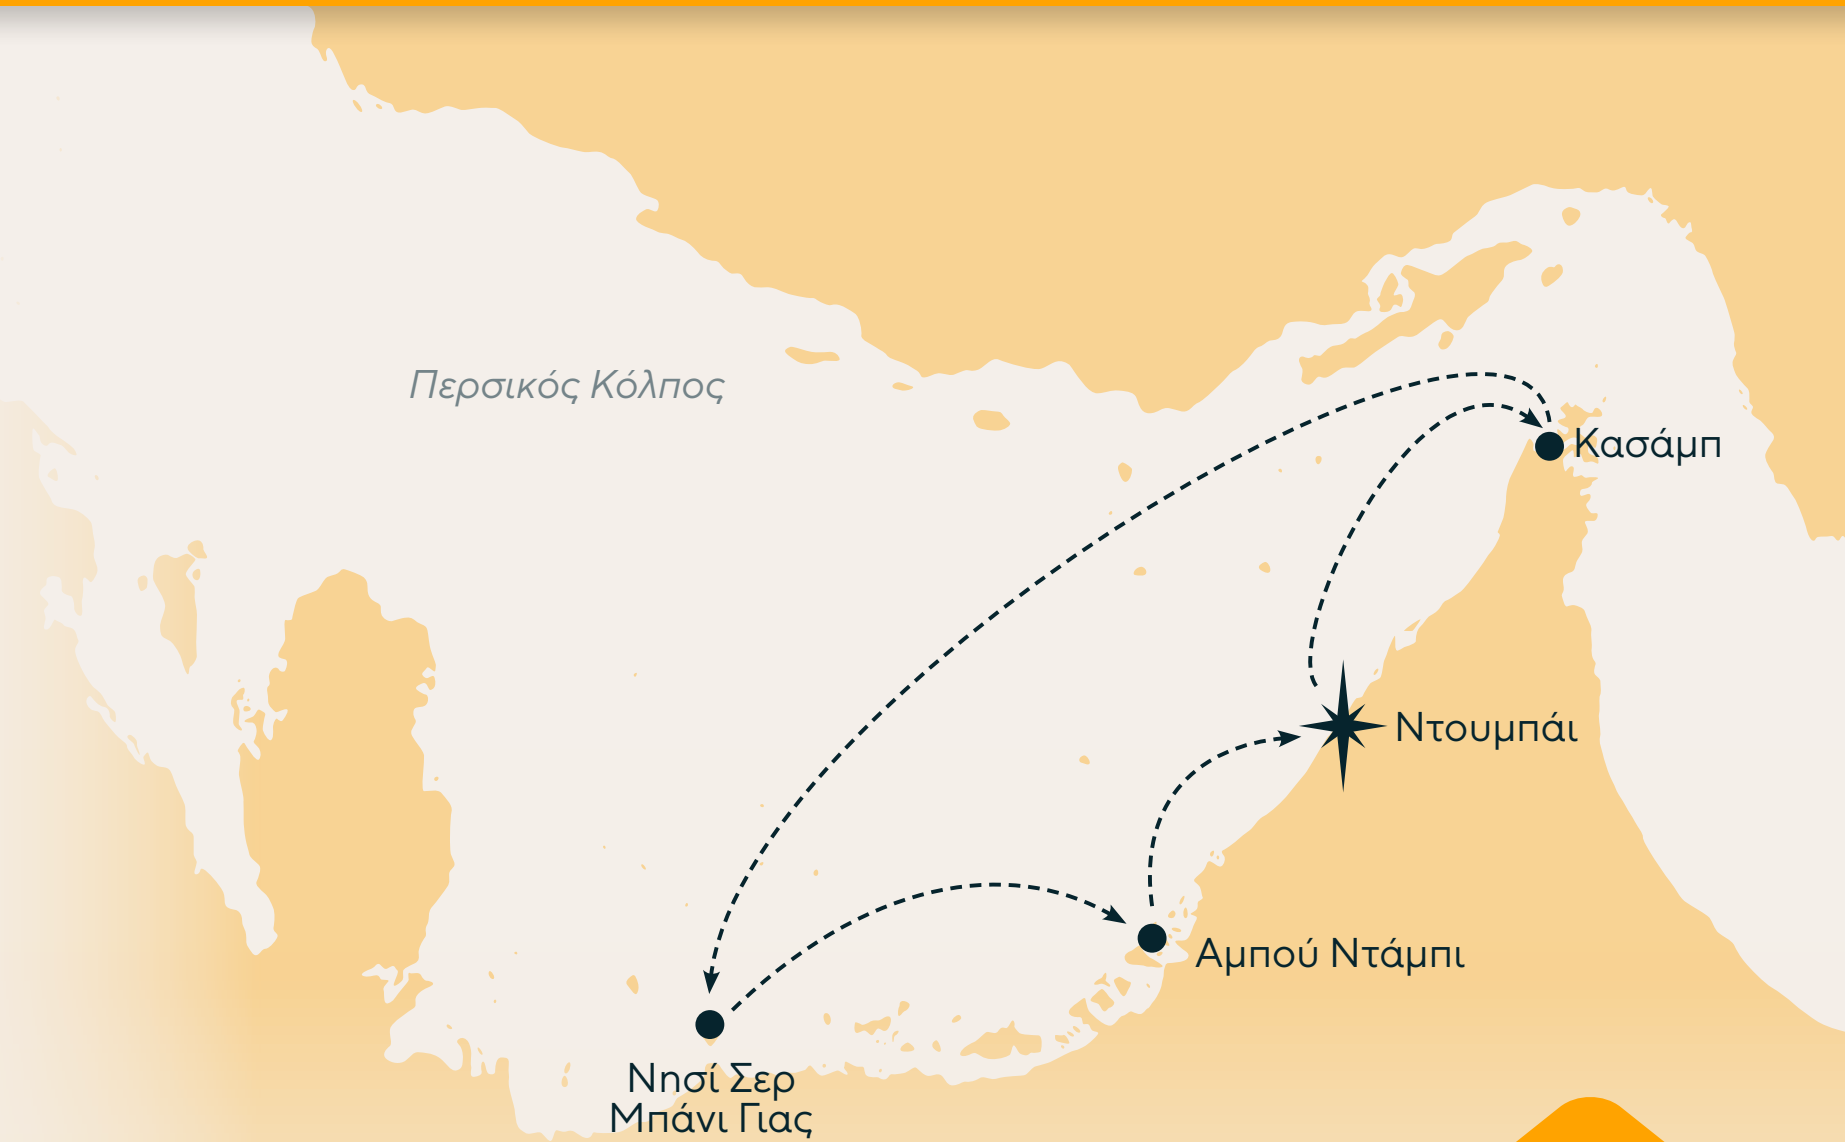 Περσικός Κόλπος
Κασάμπ
Ντουμπάι
Αμπού Ντάμπι
Νησί Σερ
Μπάνι Γιας